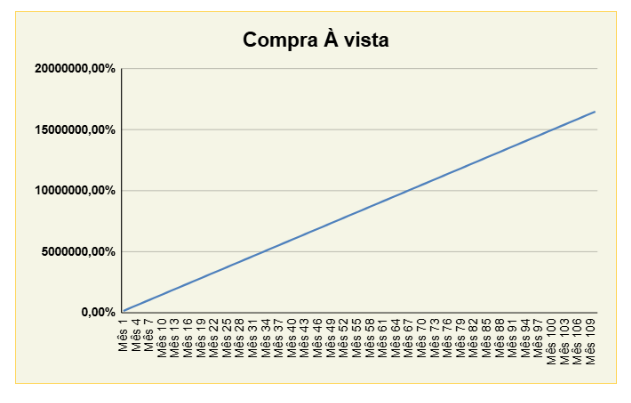 Compra À vista
20000000,00%
15000000,00%
10000000,00%
5000000,00%
0,00%
Mês 1
Mês 4
Mês 7
Mês 10
Mês 13
Mês 16
Mês 19
Mês 22
Mês 25
Mês 28
Mês 31
Mês 34
Mês 37
Mês 40
Mês 43
Mês 46
Mês 49
Mês 52
Mês 55
Mês 58
Mês 61
Mês 64
Mês 67
Mês 70
Mês 73
Mês 76
Mês 79
Mês 82
Mês 85
Mês 88
Mês 91
Mês 94
Mês 97
Mês 100
Mês 103
Mês 106
Mês 109